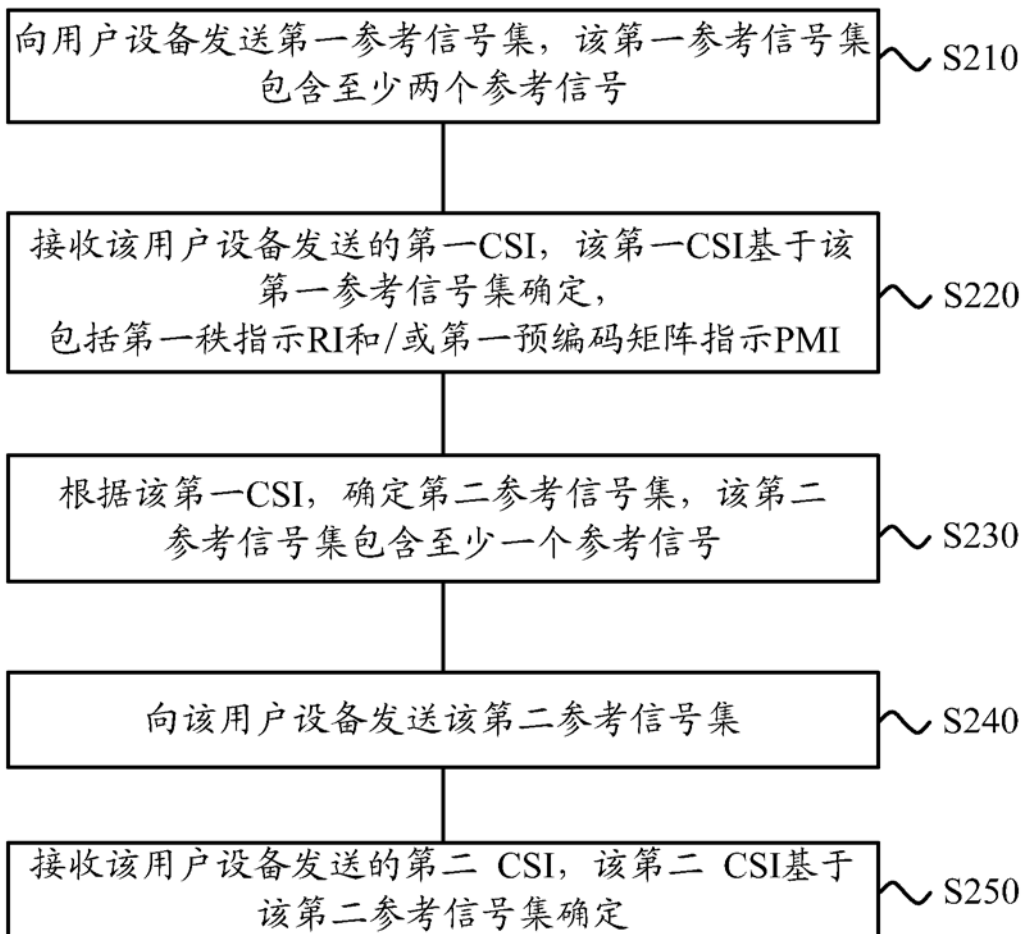 向用户设备发送第一参考信号集，该第一参考信号集
包含至少两个参考信号
S210
接收该用户设备发送的第一CSI，该第一CSI基于该
第一参考信号集确定，
包括第一秩指示RI和/或第一预编码矩阵指示PMI
S220
根据该第一CSI，确定第二参考信号集，该第二
参考信号集包含至少一个参考信号
S230
向该用户设备发送该第二参考信号集
S240
接收该用户设备发送的第二 CSI，该第二 CSI基于
该第二参考信号集确定
S250